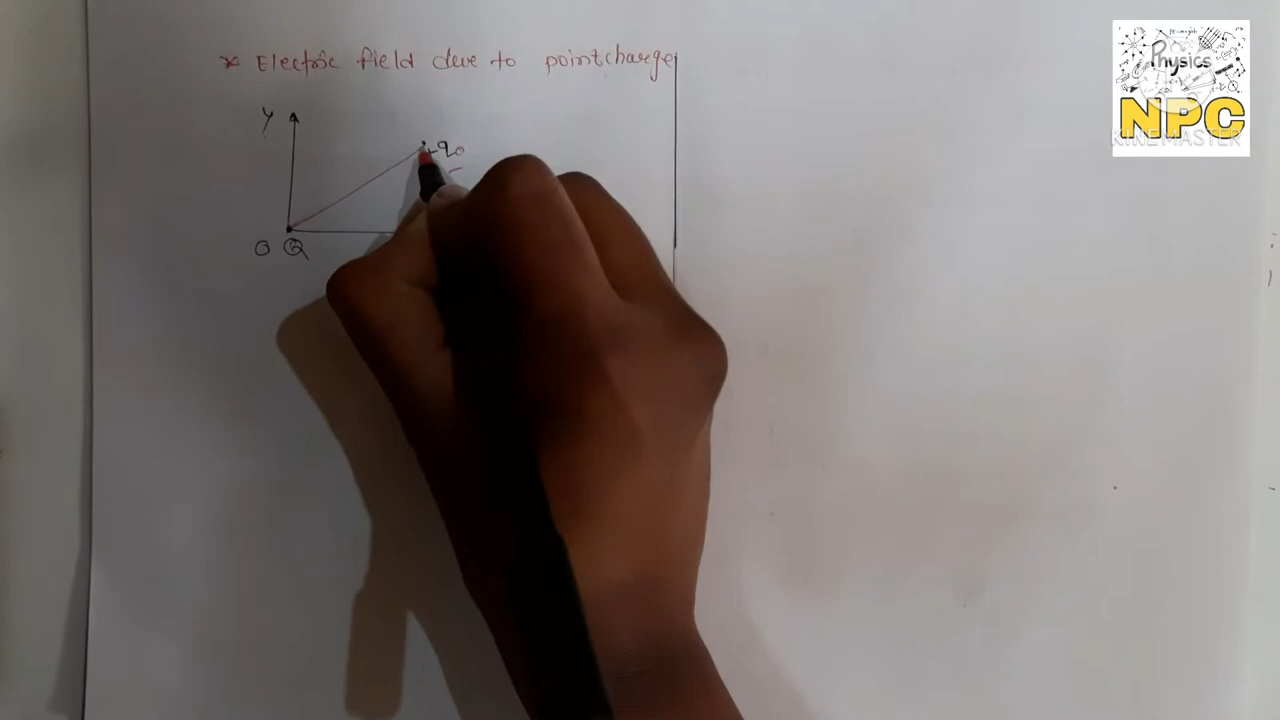 * Electric field due to pointcharge
Y
+q₀
O Q
Physics
NPC
KINEMASTER